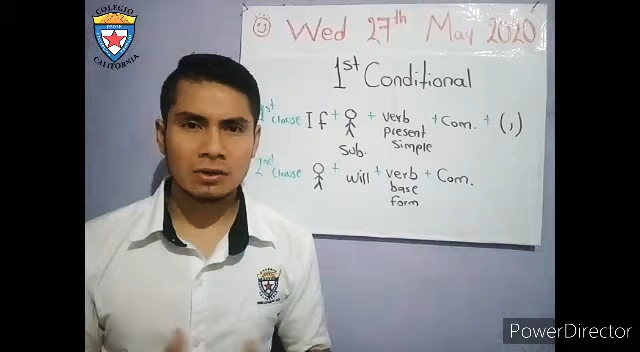 COLEGIO
CALIFORNIA
Wed 27th May 2020
1st Conditional
1st clause If + + verb present simple + Com. + (,)
Sub.
2nd clause + will + verb base form + Com.
PowerDirector